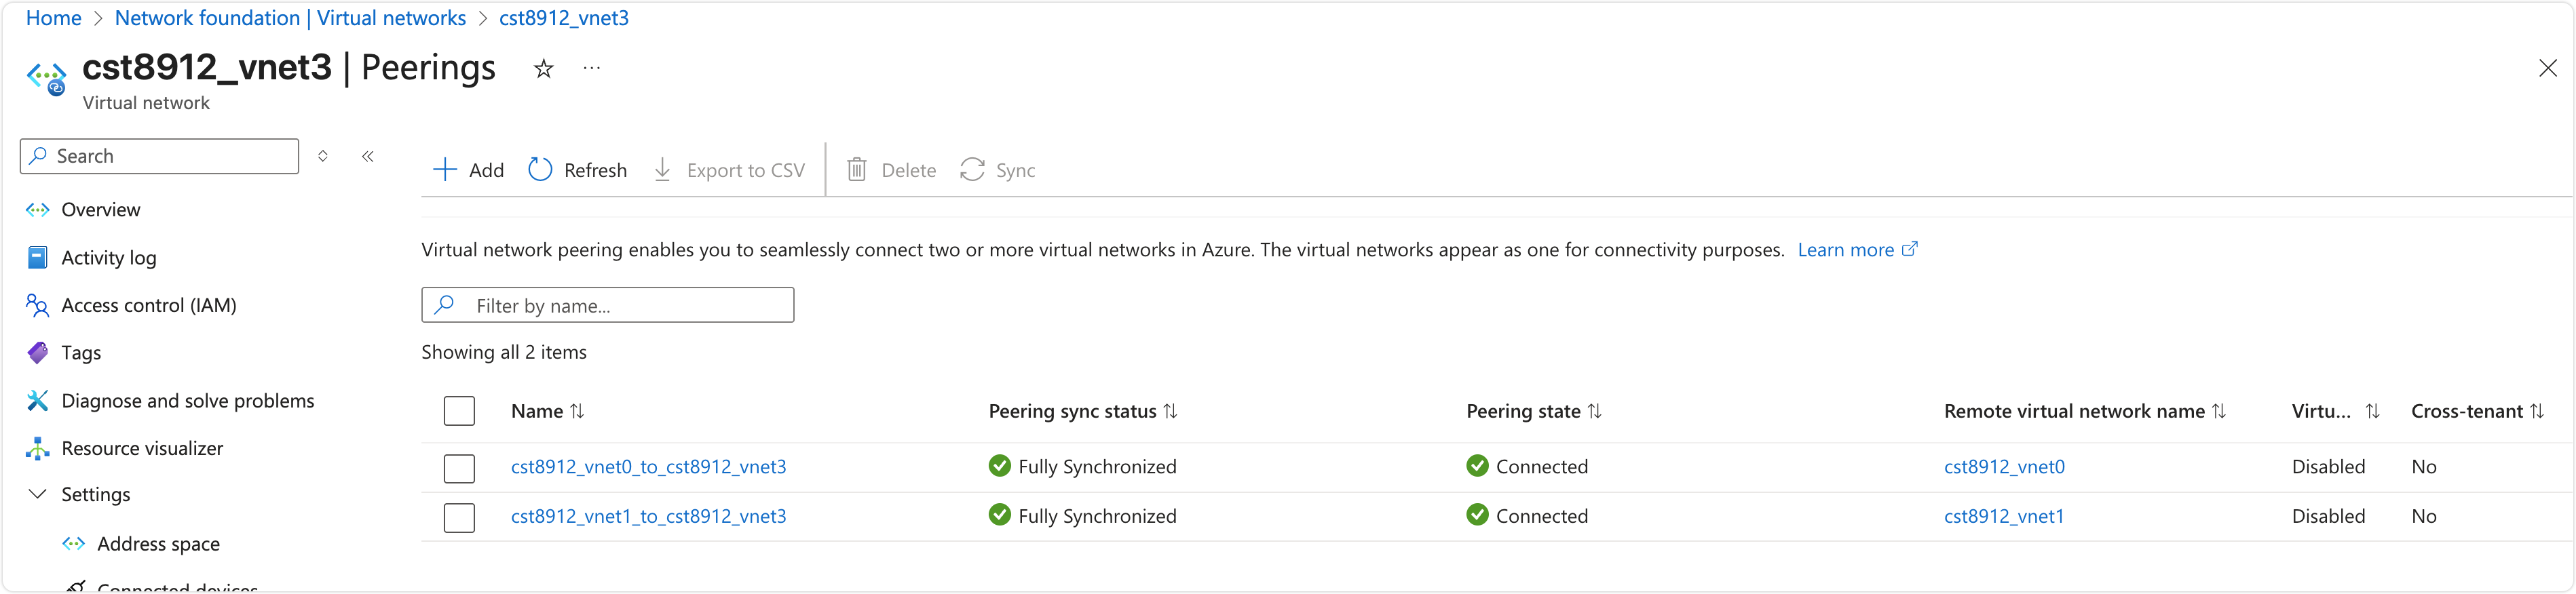 Home > Network foundation | Virtual networks > cst8912_vnet3
cst8912_vnet3 | Peerings
Virtual network
Search
Add Refresh Export to CSV Delete Sync
Overview
Activity log
Access control (IAM)
Tags
Diagnose and solve problems
Resource visualizer
Settings
Address space
Connected devices
Virtual network peering enables you to seamlessly connect two or more virtual networks in Azure. The virtual networks appear as one for connectivity purposes. Learn more
Filter by name...
Showing all 2 items
Name Peering sync status Peering state Remote virtual network name Virtu... Cross-tenant
cst8912_vnet0_to_cst8912_vnet3 Fully Synchronized Connected cst8912_vnet0 Disabled No
cst8912_vnet1_to_cst8912_vnet3 Fully Synchronized Connected cst8912_vnet1 Disabled No